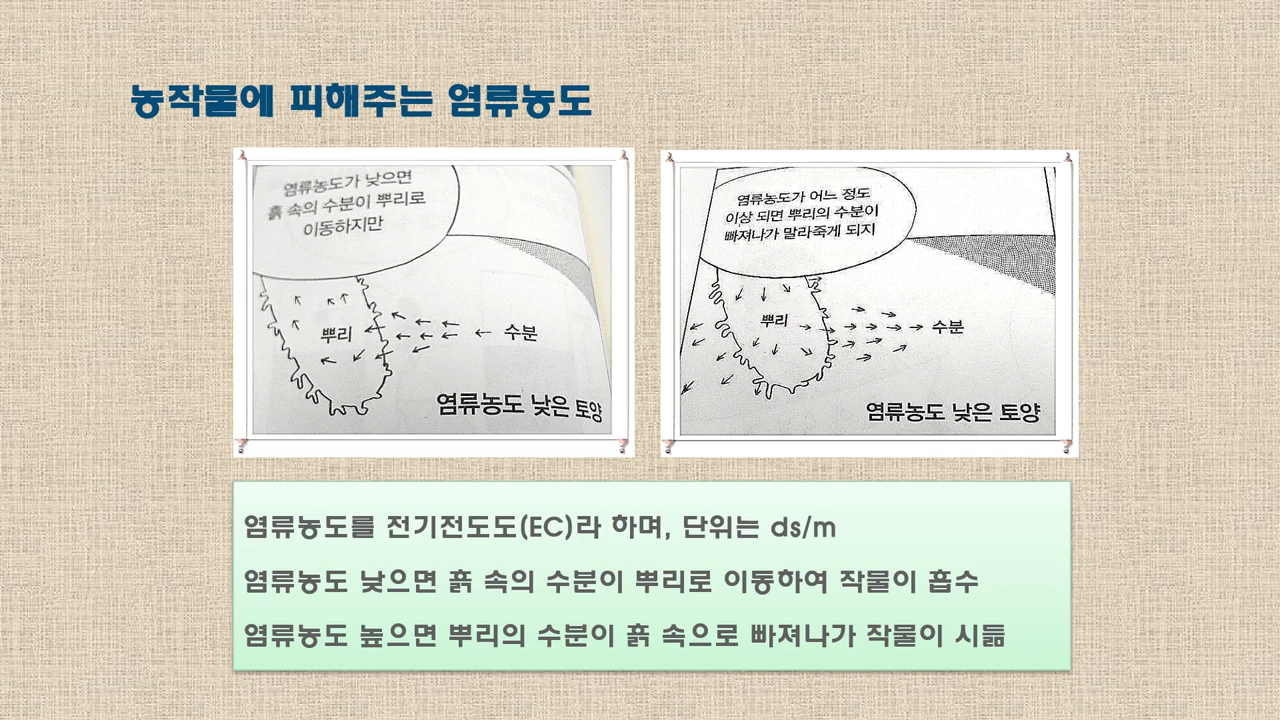 농작물에 피해주는 염류농도
염류농도가 낮으면
흙 속의 수분이 뿌리로
이동하지만
뿌리
수분
염류농도 낮은 토양
염류농도가 어느 정도
이상 되면 뿌리의 수분이
빠져나가 말라죽게 되지
뿌리
수분
염류농도 낮은 토양
염류농도를 전기전도도(EC)라 하며, 단위는 ds/m
염류농도 낮으면 흙 속의 수분이 뿌리로 이동하여 작물이 흡수
염류농도 높으면 뿌리의 수분이 흙 속으로 빠져나가 작물이 시듦